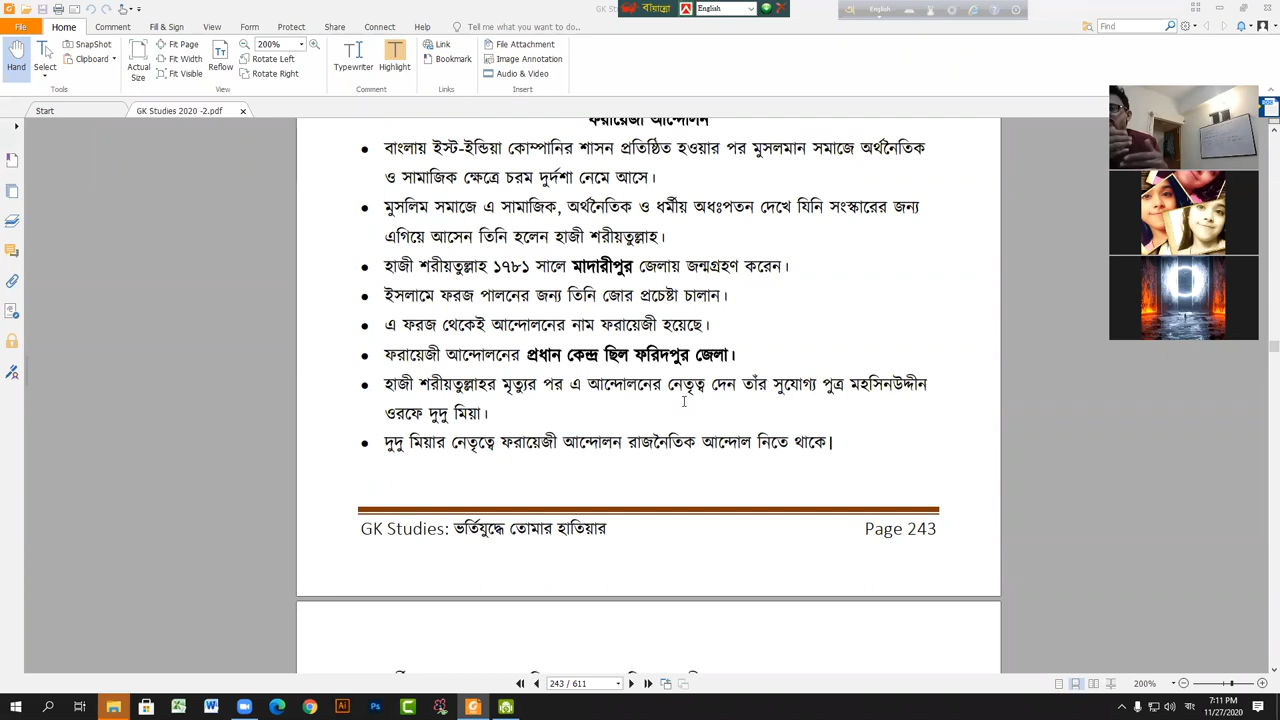 GK St
বায়ান্নো English
English
File Home Comment Fill & Sign View Form Protect Share Connect Help Tell me what you want to do... Find
Hand
Select
SnapShot
Clipboard
Actual Size
Fit Page
Fit Width
Fit Visible
Reflow
200%
Rotate Left
Rotate Right
Typewriter
Highlight
Link
Bookmark
File Attachment
Image Annotation
Audio & Video
Tools View Comment Links Insert
Start GK Studies 2020 -2.pdf
ফরায়েজী আন্দোলন
• বাংলায় ইস্ট-ইন্ডিয়া কোম্পানির শাসন প্রতিষ্ঠিত হওয়ার পর মুসলমান সমাজে অর্থনৈতিক
ও সামাজিক ক্ষেত্রে চরম দুর্দশা নেমে আসে।
• মুসলিম সমাজে এ সামাজিক, অর্থনৈতিক ও ধর্মীয় অধঃপতন দেখে যিনি সংস্কারের জন্য
এগিয়ে আসেন তিনি হলেন হাজী শরীয়তুল্লাহ।
• হাজী শরীয়তুল্লাহ ১৭৮১ সালে মাদারীপুর জেলায় জন্মগ্রহণ করেন।
• ইসলামে ফরজ পালনের জন্য তিনি জোর প্রচেষ্টা চালান।
• এ ফরজ থেকেই আন্দোলনের নাম ফরায়েজী হয়েছে।
• ফরায়েজী আন্দোলনের প্রধান কেন্দ্র ছিল ফরিদপুর জেলা।
• হাজী শরীয়তুল্লাহর মৃত্যুর পর এ আন্দোলনের নেতৃত্ব দেন তাঁর সুযোগ্য পুত্র মহসিনউদ্দীন
ওরফে দুদু মিয়া।
• দুদু মিয়ার নেতৃত্বে ফরায়েজী আন্দোলন রাজনৈতিক আন্দোল নিতে থাকে|
GK Studies: ভর্তিযুদ্ধে তোমার হাতিয়ার Page 243
243 / 611 200%
বাং 7:11 PM
11/27/2020